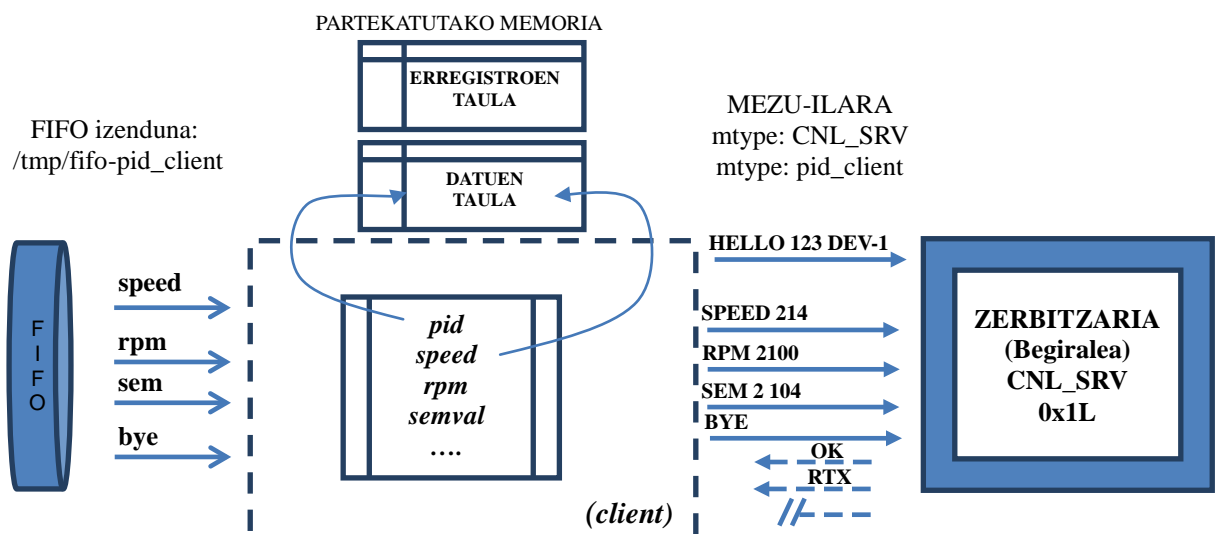 PARTEKATUTAKO MEMORIA
ERREGISTROEN
TAULA
DATUEN
TAULA
FIFO izenduna:
/tmp/fifo-pid_client
MEZU-ILARA
mtype: CNL_SRV
mtype: pid_client
F
I
F
O
speed
rpm
sem
bye
pid
speed
rpm
semval
….
(client)
HELLO 123 DEV-1
SPEED 214
RPM 2100
SEM 2 104
BYE
OK
RTX
ZERBITZARIA
(Begiralea)
CNL_SRV
0x1L